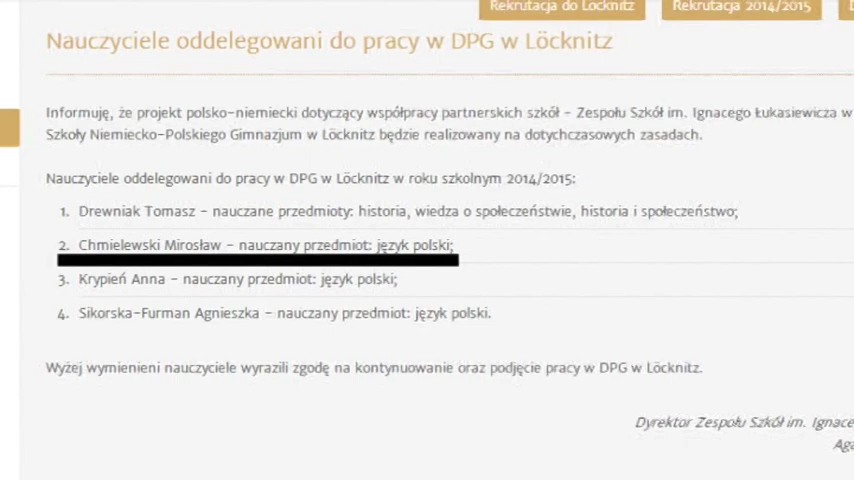 Rekrutacja do Löcknitz Rekrutacja 2014/2015
Nauczyciele oddelegowani do pracy w DPG w Löcknitz
Informuję, że projekt polsko-niemiecki dotyczący współpracy partnerskich szkół - Zespołu Szkół im. Ignacego Łukasiewicza w
Szkoły Niemiecko-Polskiego Gimnazjum w Löcknitz będzie realizowany na dotychczasowych zasadach.
Nauczyciele oddelegowani do pracy w DPG w Löcknitz w roku szkolnym 2014/2015:
1. Drewniak Tomasz - nauczane przedmioty: historia, wiedza o społeczeństwie, historia i społeczeństwo;
2. Chmielewski Mirosław - nauczany przedmiot: język polski;
3. Krypień Anna - nauczany przedmiot: język polski;
4. Sikorska-Furman Agnieszka - nauczany przedmiot: język polski.
Wyżej wymienieni nauczyciele wyrazili zgodę na kontynuowanie oraz podjęcie pracy w DPG w Löcknitz.
Dyrektor Zespołu Szkół im. Ignace
Aga